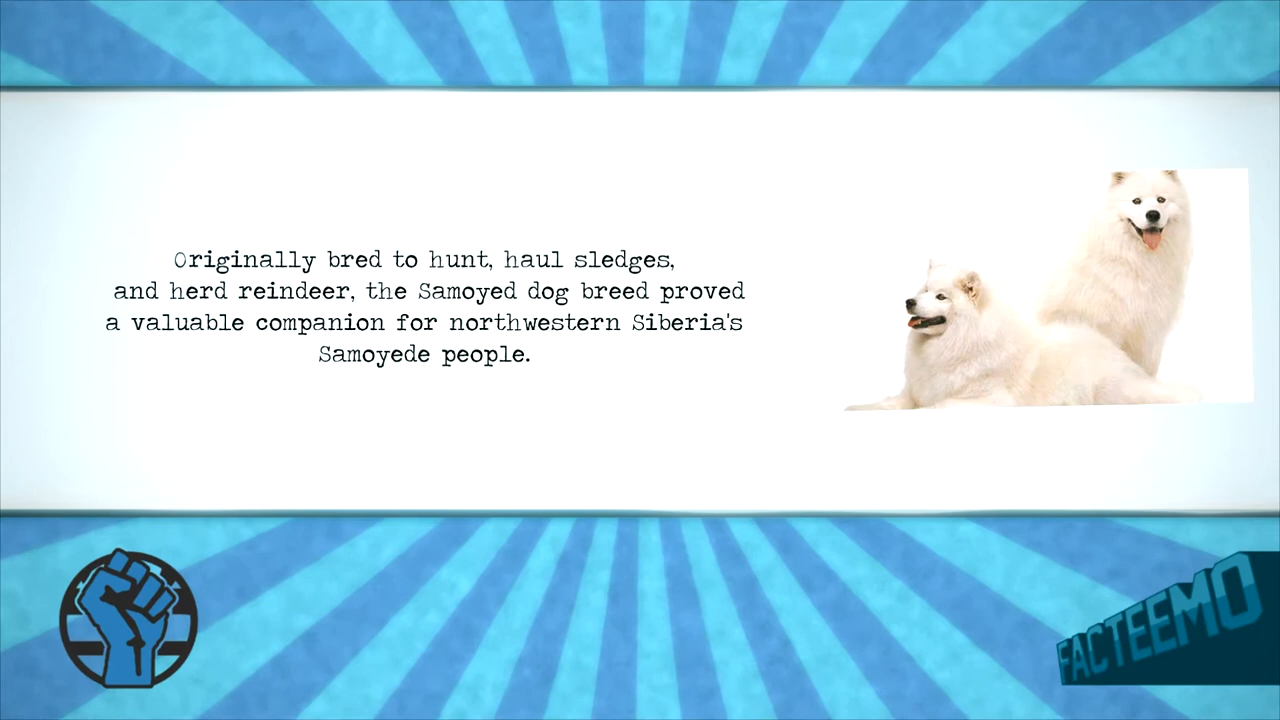 Originally bred to hunt, haul sledges,
and herd reindeer, the Samoyed dog breed proved
a valuable companion for northwestern Siberia's
Samoyede people.
FACTEEMO